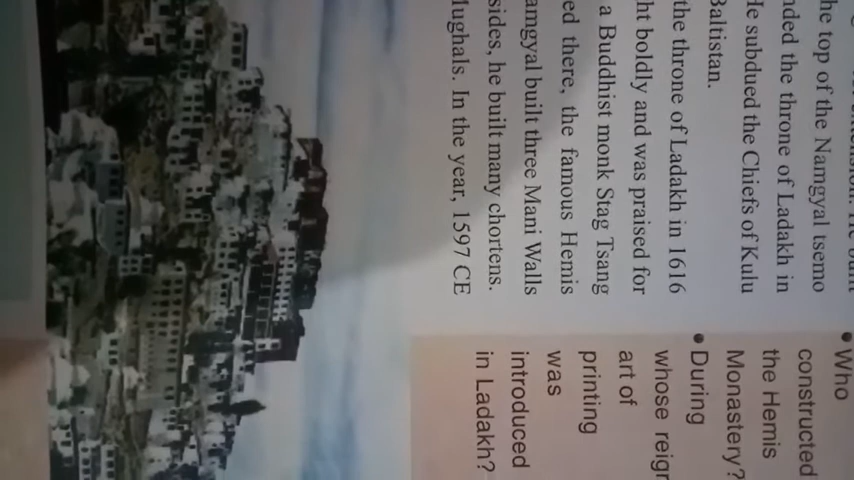 he top of the Namgyal tsemo
nded the throne of Ladakh in
He subdued the Chiefs of Kulu
Baltistan.
the throne of Ladakh in 1616
ht boldly and was praised for
a Buddhist monk Stag Tsang
ed there, the famous Hemis
amgyal built three Mani Walls
sides, he built many chortens.
Mughals. In the year, 1597 CE
• Who
constructed
the Hemis
Monastery?
• During
whose reign
art of
printing
was
introduced
in Ladakh?